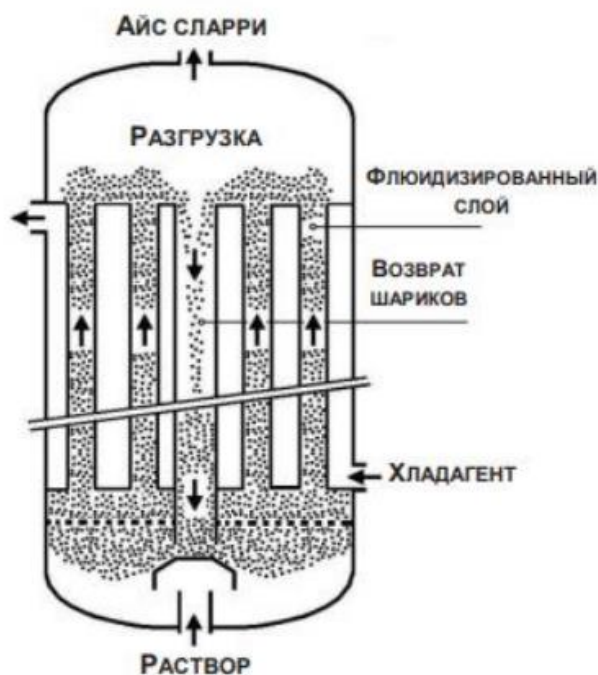 АЙС СЛАРРИ
РАЗГРУЗКА
ФЛЮИДИЗИРОВАННЫЙ
СЛОЙ
ВОЗВРАТ
ШАРИКОВ
ХЛАДАГЕНТ
РАСТВОР